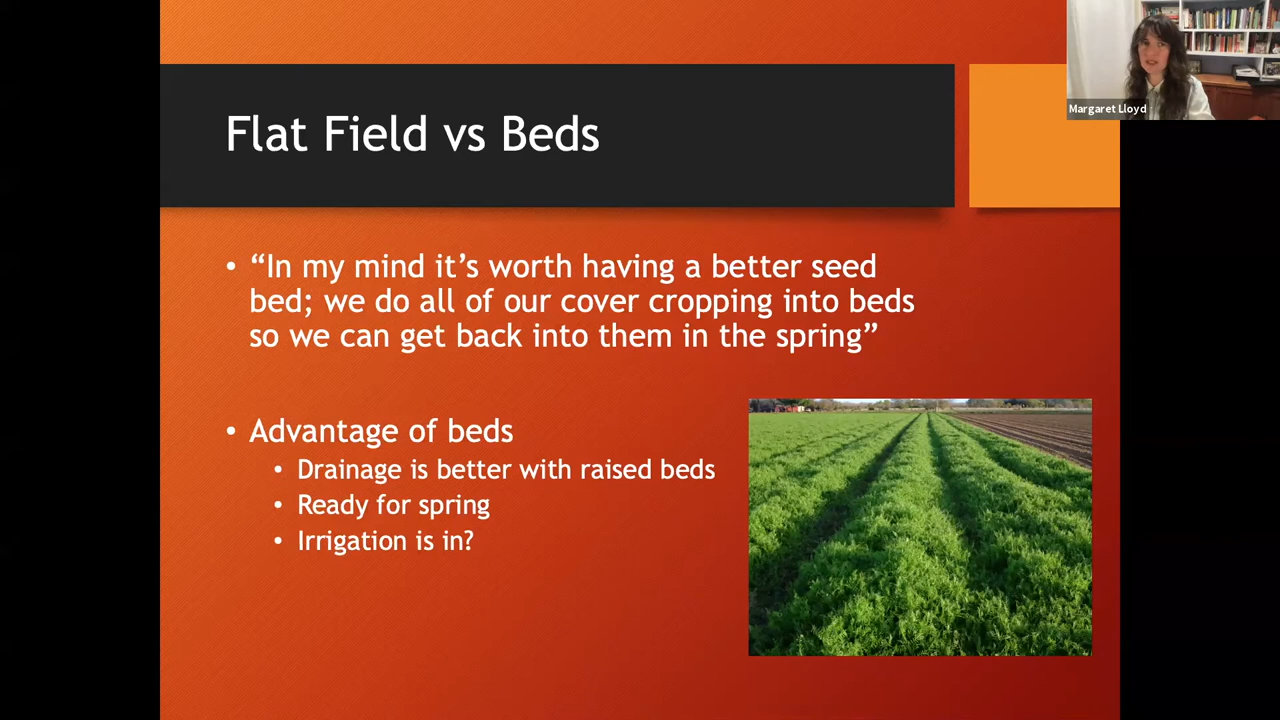 Margaret Lloyd
Flat Field vs Beds
• “In my mind it’s worth having a better seed
bed; we do all of our cover cropping into beds
so we can get back into them in the spring”
• Advantage of beds
• Drainage is better with raised beds
• Ready for spring
• Irrigation is in?